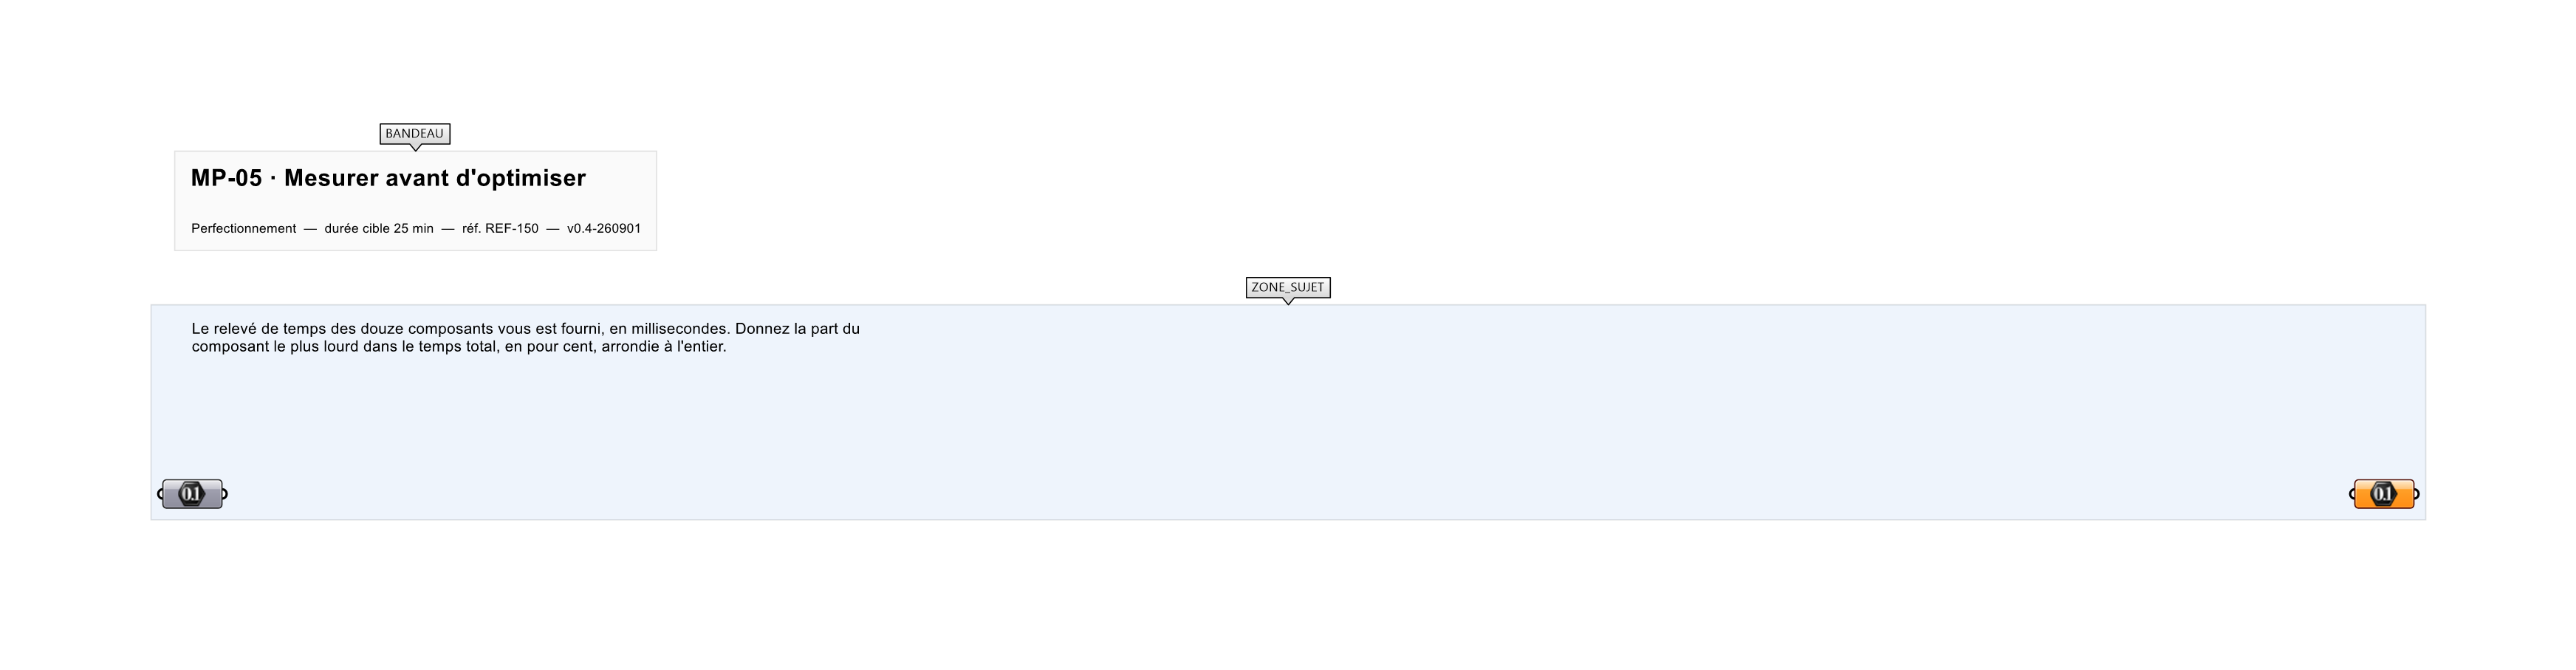 BANDEAU
MP-05 · Mesurer avant d'optimiser
Perfectionnement — durée cible 25 min — réf. REF-150 — v0.4-260901
ZONE_SUJET
Le relevé de temps des douze composants vous est fourni, en millisecondes. Donnez la part du
composant le plus lourd dans le temps total, en pour cent, arrondie à l'entier.
0.1
0.1